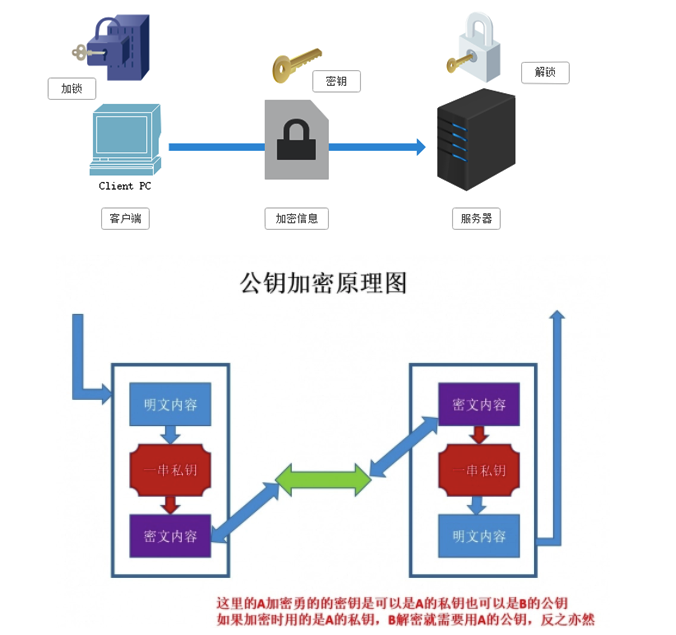 加锁
密钥
解锁
Client PC
客户端
加密信息
服务器
公钥加密原理图
明文内容
一串私钥
密文内容
密文内容
一串私钥
明文内容
这里的A加密勇的的密钥是可以是A的私钥也可以是B的公钥
如果加密时用的是A的私钥，B解密就需要用A的公钥，反之亦然